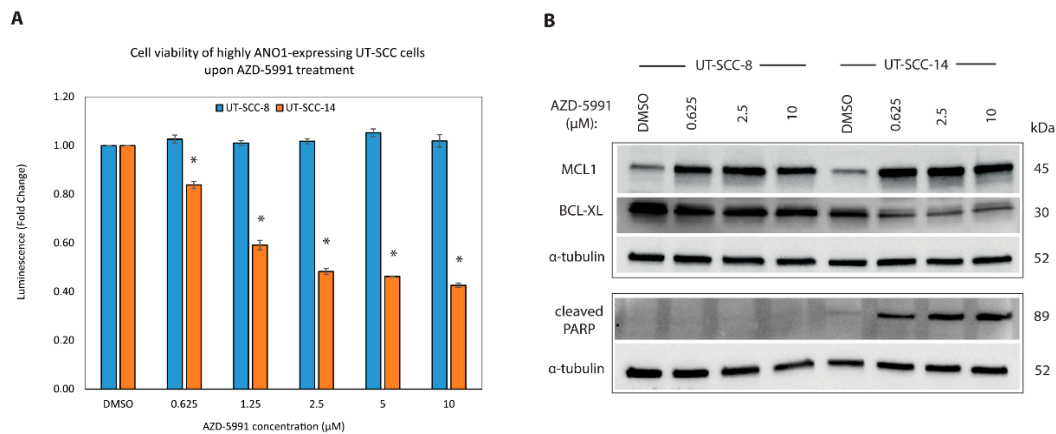 A
Cell viability of highly ANO1-expressing UT-SCC cells
upon AZD-5991 treatment
UT-SCC-8 UT-SCC-14
1.20
1.00
0.80
0.60
0.40
0.20
0.00
Luminescence (Fold Change)
* * * * *
DMSO 0.625 1.25 2.5 5 10
AZD-5991 concentration (µM)
B
UT-SCC-8 UT-SCC-14
AZD-5991
(µM):
DMSO 0.625 2.5 10 DMSO 0.625 2.5 10
kDa
MCL1 45
BCL-XL 30
α-tubulin 52
cleaved
PARP
89
α-tubulin 52